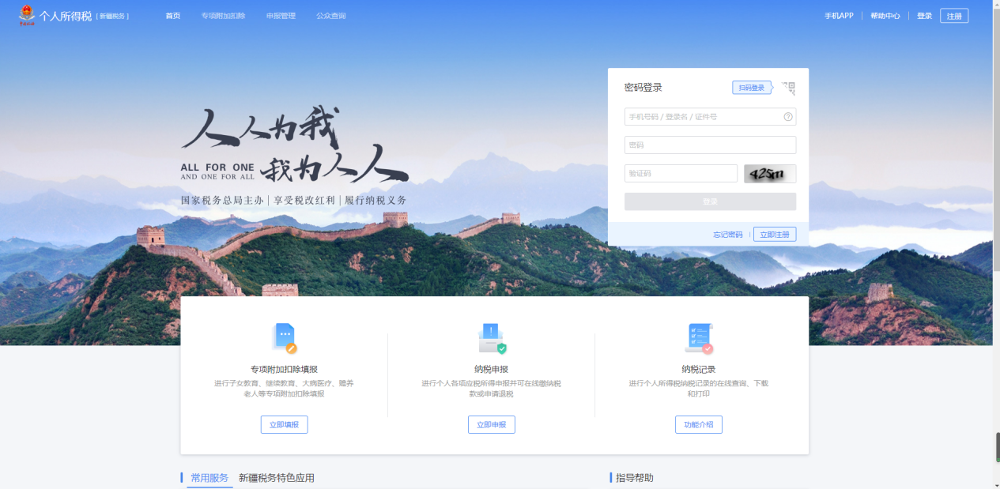 个人所得税 [ 新疆税务 ] 首页 专项附加扣除 申报管理 公众查询 手机APP 帮助中心 登录 注册
密码登录 扫码登录
手机号码 / 登录名 / 证件号
密码
验证码 425m
登录
忘记密码 立即注册
人人为我
ALL FOR ONE
AND ONE FOR ALL
我为人人
国家税务总局主办 | 享受税改红利 | 履行纳税义务
专项附加扣除填报
进行子女教育、继续教育、大病医疗、赡养
老人等专项附加扣除填报
立即填报
纳税申报
进行个人各项应税所得申报并可在线缴纳税
款或申请退税
立即申报
纳税记录
进行个人所得税纳税记录的在线查询、下载
和打印
功能介绍
常用服务 新疆税务特色应用 指导帮助